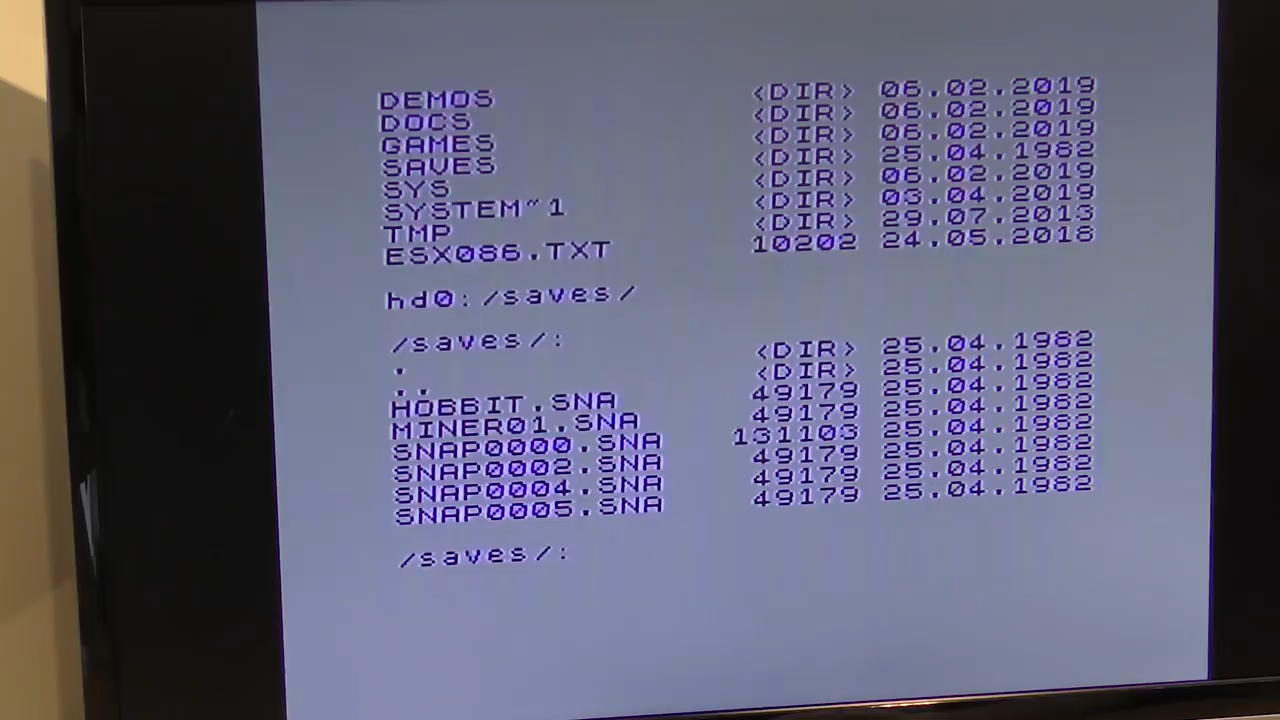 DEMOS <DIR> 06.02.2019
DOCS <DIR> 06.02.2019
GAMES <DIR> 06.02.2019
SAVES <DIR> 25.04.1982
SYS <DIR> 06.02.2019
SYSTEM~1 <DIR> 03.04.2019
TMP <DIR> 29.07.2013
ESX086.TXT 10202 24.05.2018
hd0:/saves/
/saves/:
. <DIR> 25.04.1982
.. <DIR> 25.04.1982
HOBBIT.SNA 49179 25.04.1982
MINER01.SNA 49179 25.04.1982
SNAP0000.SNA 131103 25.04.1982
SNAP0002.SNA 49179 25.04.1982
SNAP0004.SNA 49179 25.04.1982
SNAP0005.SNA 49179 25.04.1982
/saves/: